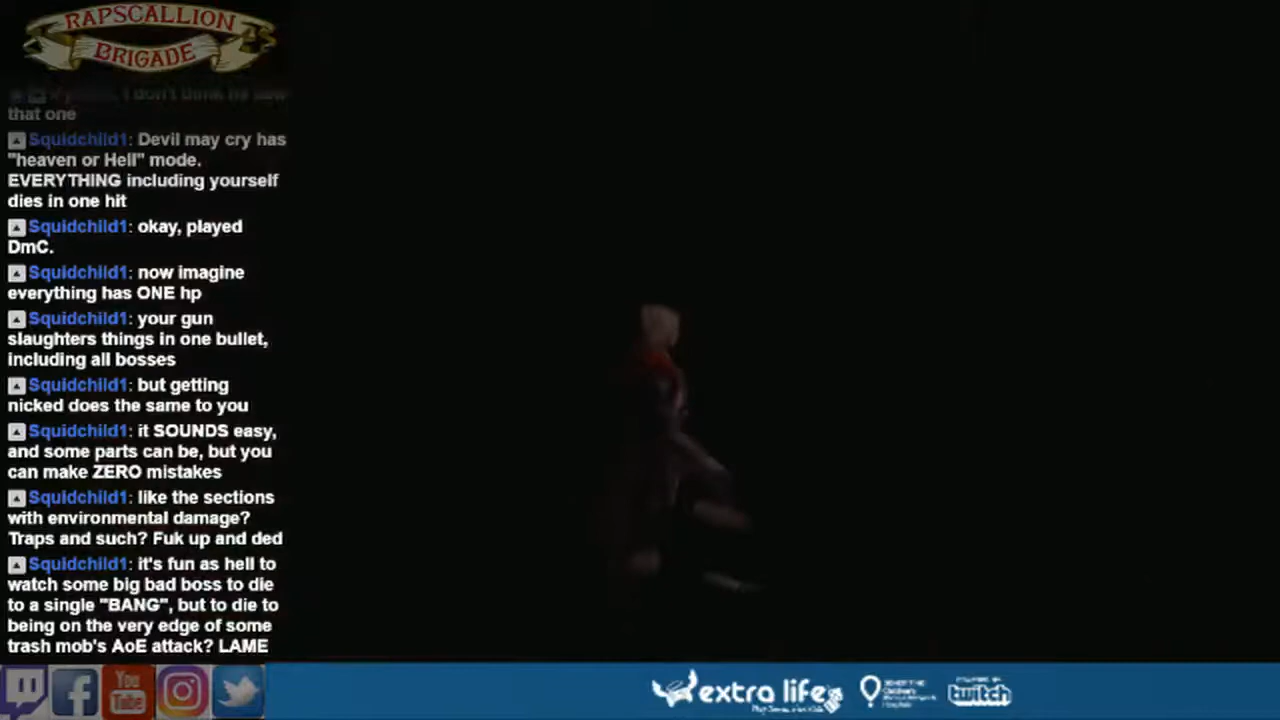 RAPSCALLION
BRIGADE
I don't think he saw
that one
Squidchild1: Devil may cry has
"heaven or Hell" mode.
EVERYTHING including yourself
dies in one hit
Squidchild1: okay, played
DmC.
Squidchild1: now imagine
everything has ONE hp
Squidchild1: your gun
slaughters things in one bullet,
including all bosses
Squidchild1: but getting
nicked does the same to you
Squidchild1: it SOUNDS easy,
and some parts can be, but you
can make ZERO mistakes
Squidchild1: like the sections
with environmental damage?
Traps and such? Fuk up and ded
Squidchild1: it's fun as hell to
watch some big bad boss to die
to a single "BANG", but to die to
being on the very edge of some
trash mob's AoE attack? LAME
You
Tube
extra life
twitch